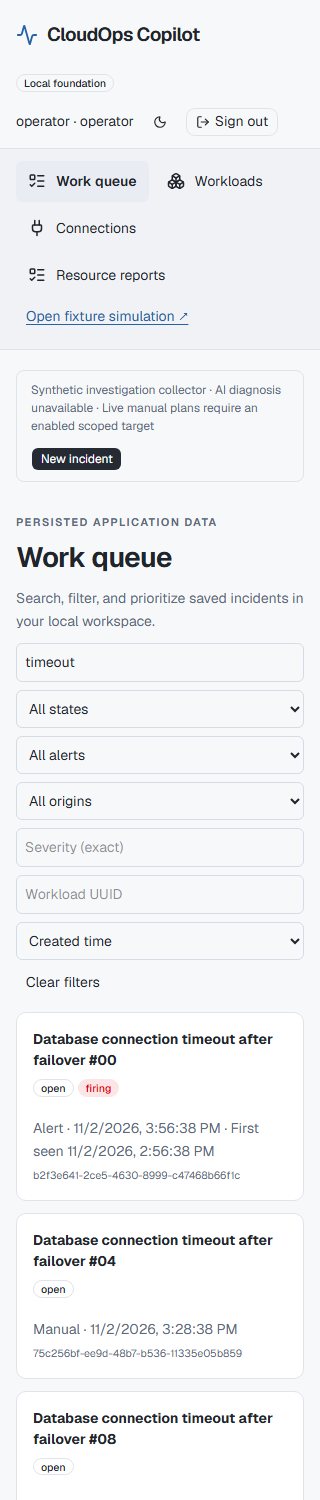 CloudOps Copilot
Local foundation
operator · operator
Sign out
Work queue
Workloads
Connections
Resource reports
Open fixture simulation ↗
Synthetic investigation collector · AI diagnosis
unavailable · Live manual plans require an
enabled scoped target
New incident
PERSISTED APPLICATION DATA
Work queue
Search, filter, and prioritize saved incidents in
your local workspace.
timeout
All states
All alerts
All origins
Severity (exact)
Workload UUID
Created time
Clear filters
Database connection timeout after
failover #00
open firing
Alert · 11/2/2026, 3:56:38 PM · First
seen 11/2/2026, 2:56:38 PM
b2f3e641-2ce5-4630-8999-c47468b66f1c
Database connection timeout after
failover #04
open
Manual · 11/2/2026, 3:28:38 PM
75c256bf-ee9d-48b7-b536-11335e05b859
Database connection timeout after
failover #08
open